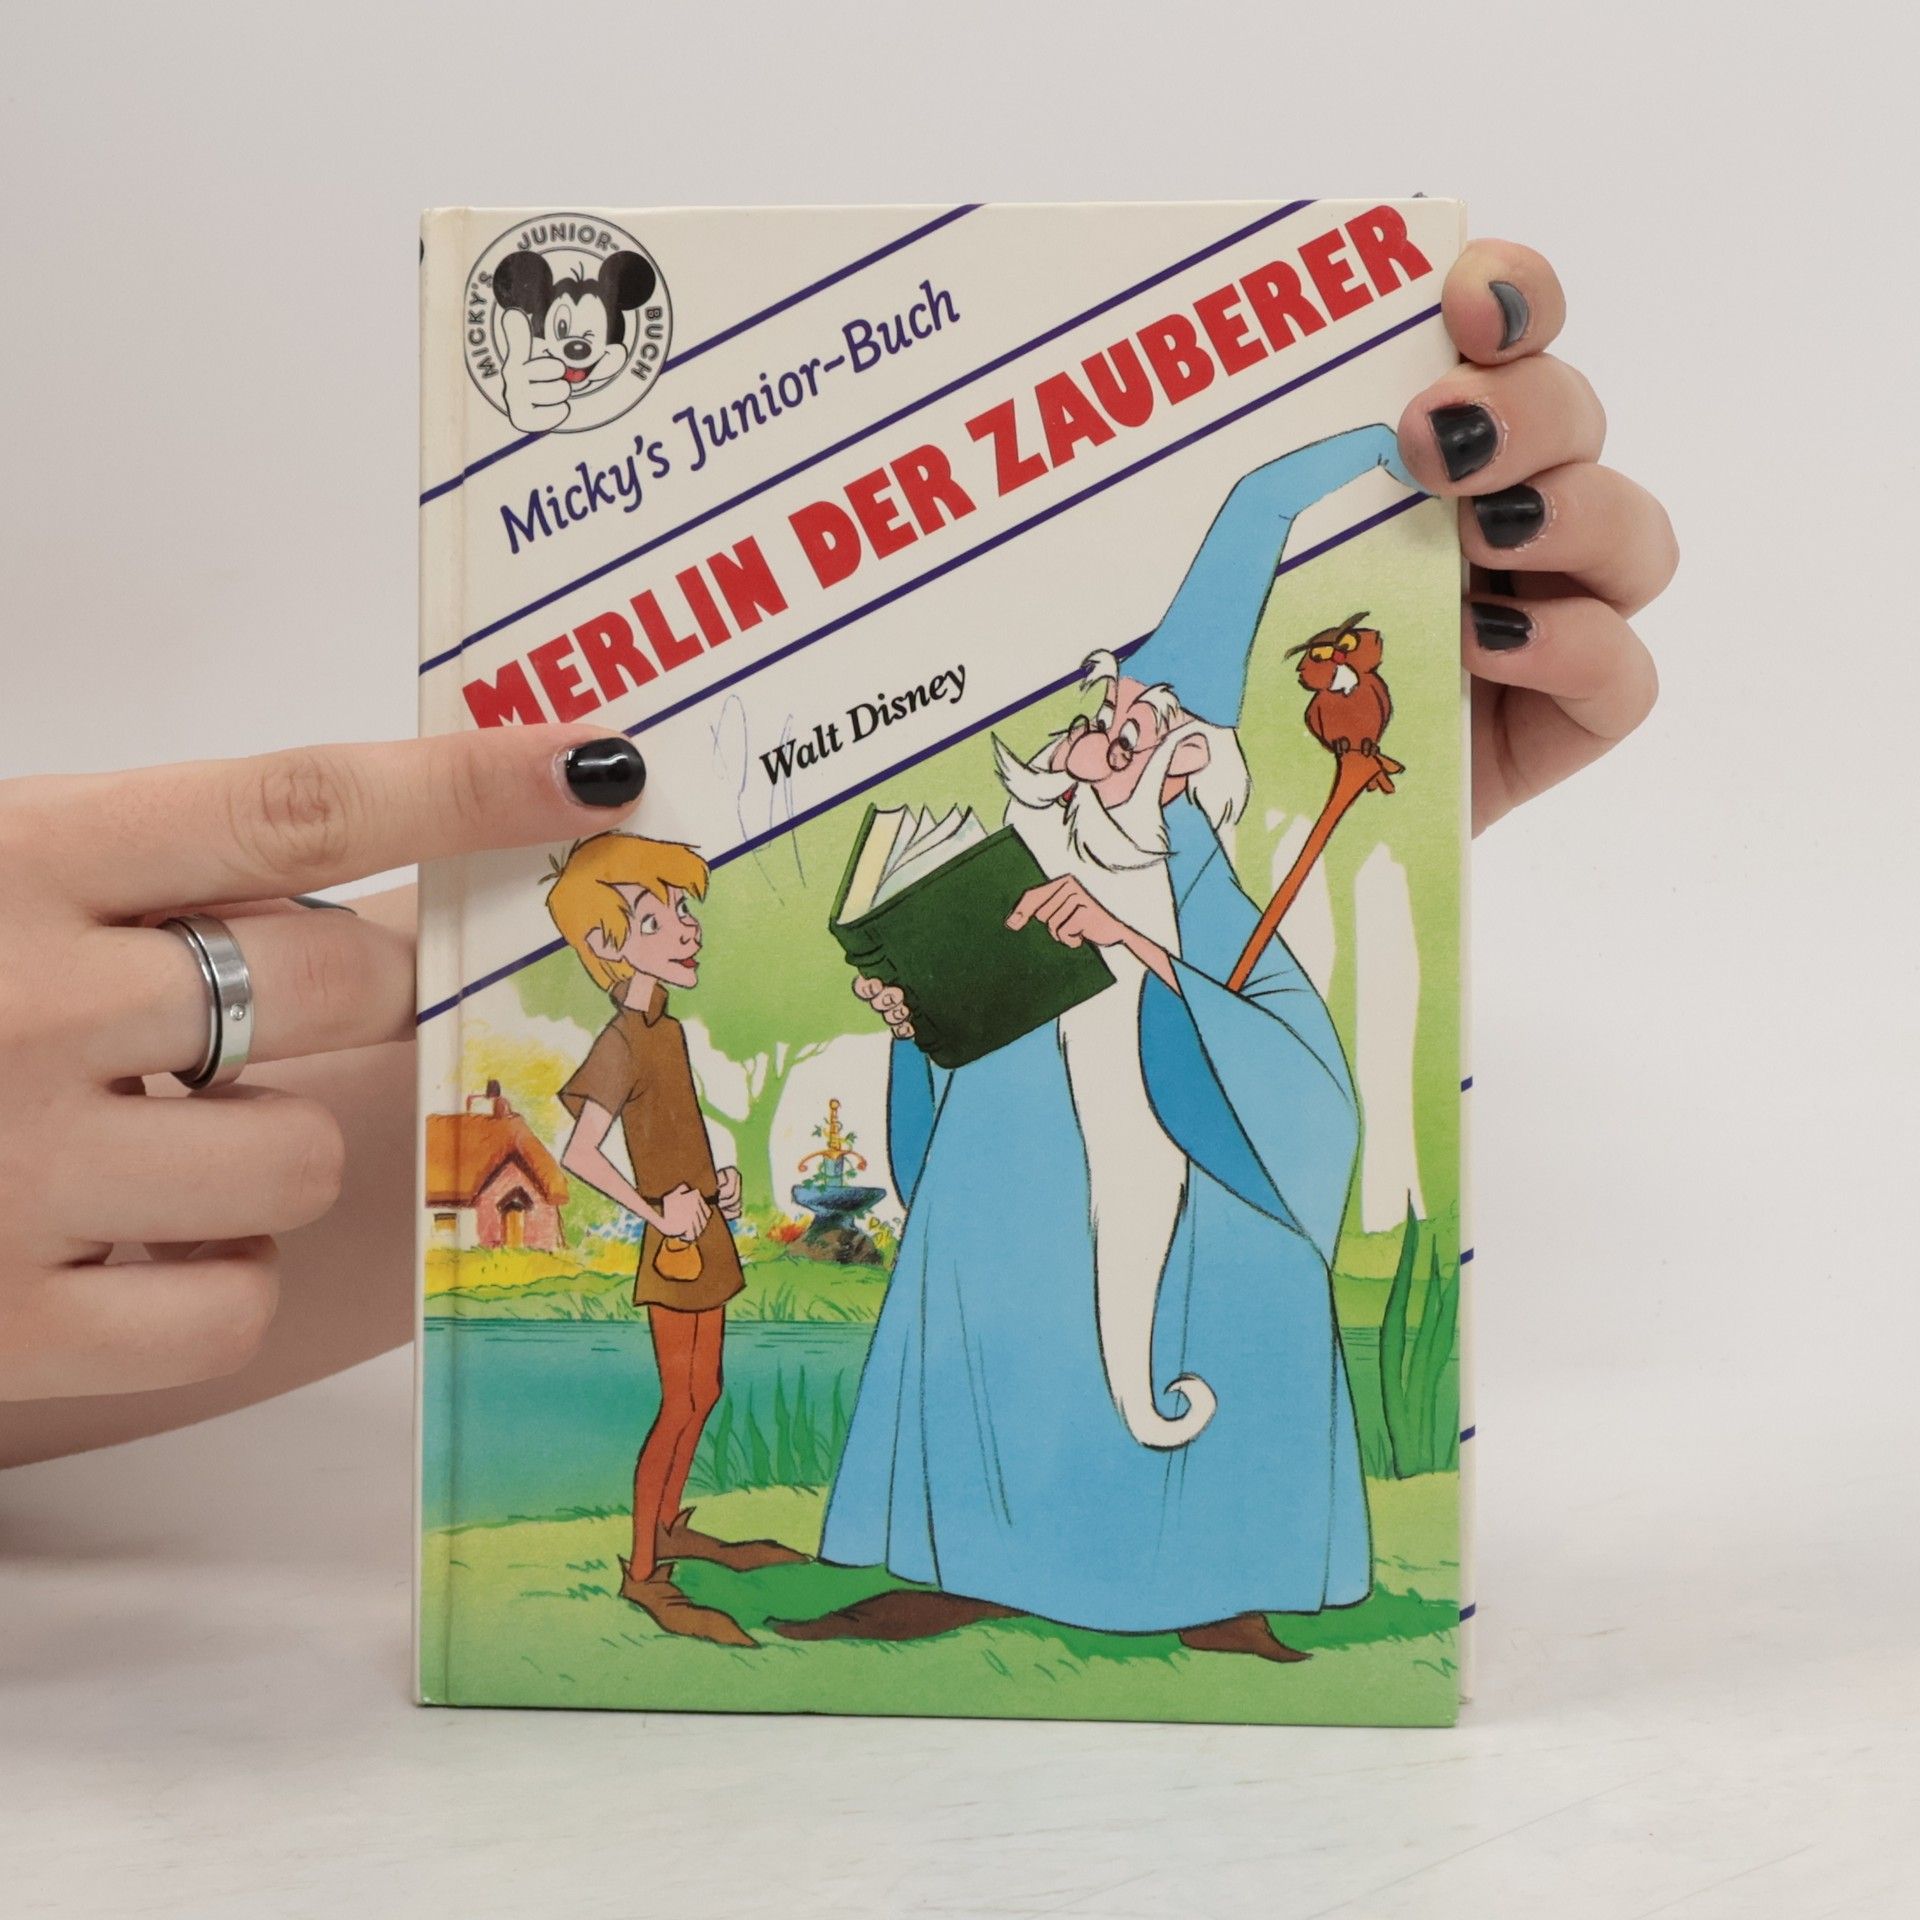 MICKY'S JUNIOR-BUCH
Micky's Junior-Buch
MERLIN DER ZAUBERER
Walt Disney